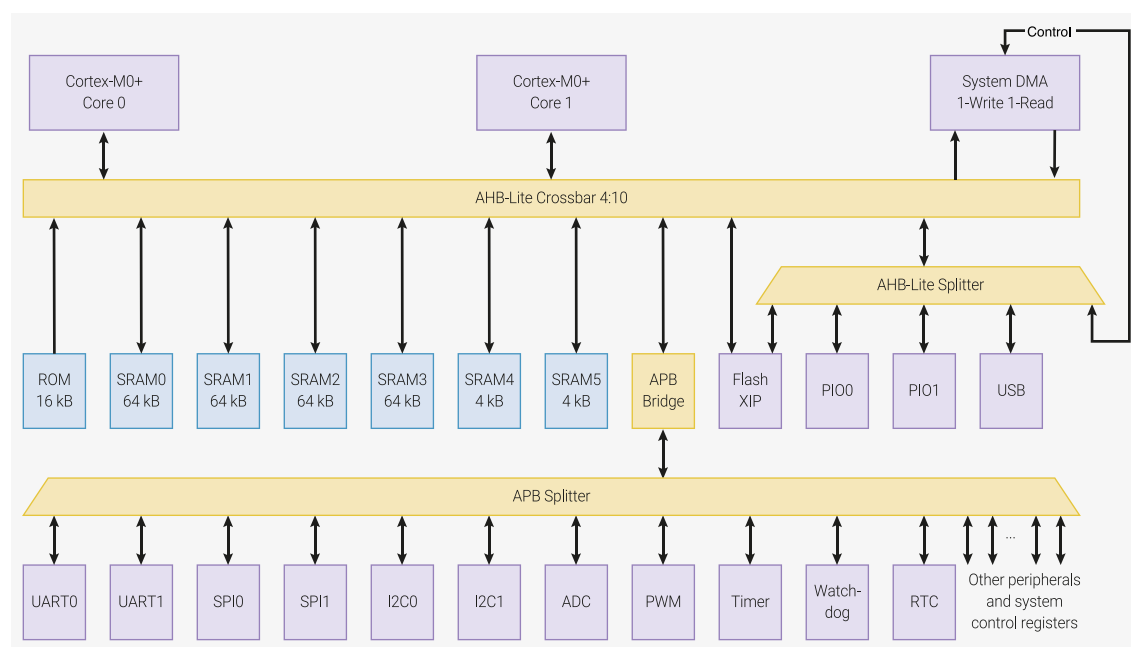 Control
Cortex-M0+
Core 0
Cortex-M0+
Core 1
System DMA
1-Write 1-Read
AHB-Lite Crossbar 4:10
AHB-Lite Splitter
ROM
16 kB
SRAM0
64 kB
SRAM1
64 kB
SRAM2
64 kB
SRAM3
64 kB
SRAM4
4 kB
SRAM5
4 kB
APB
Bridge
Flash
XIP
PIO0
PIO1
USB
APB Splitter
...
UART0
UART1
SPI0
SPI1
I2C0
I2C1
ADC
PWM
Timer
Watch-
dog
RTC
Other peripherals
and system
control registers